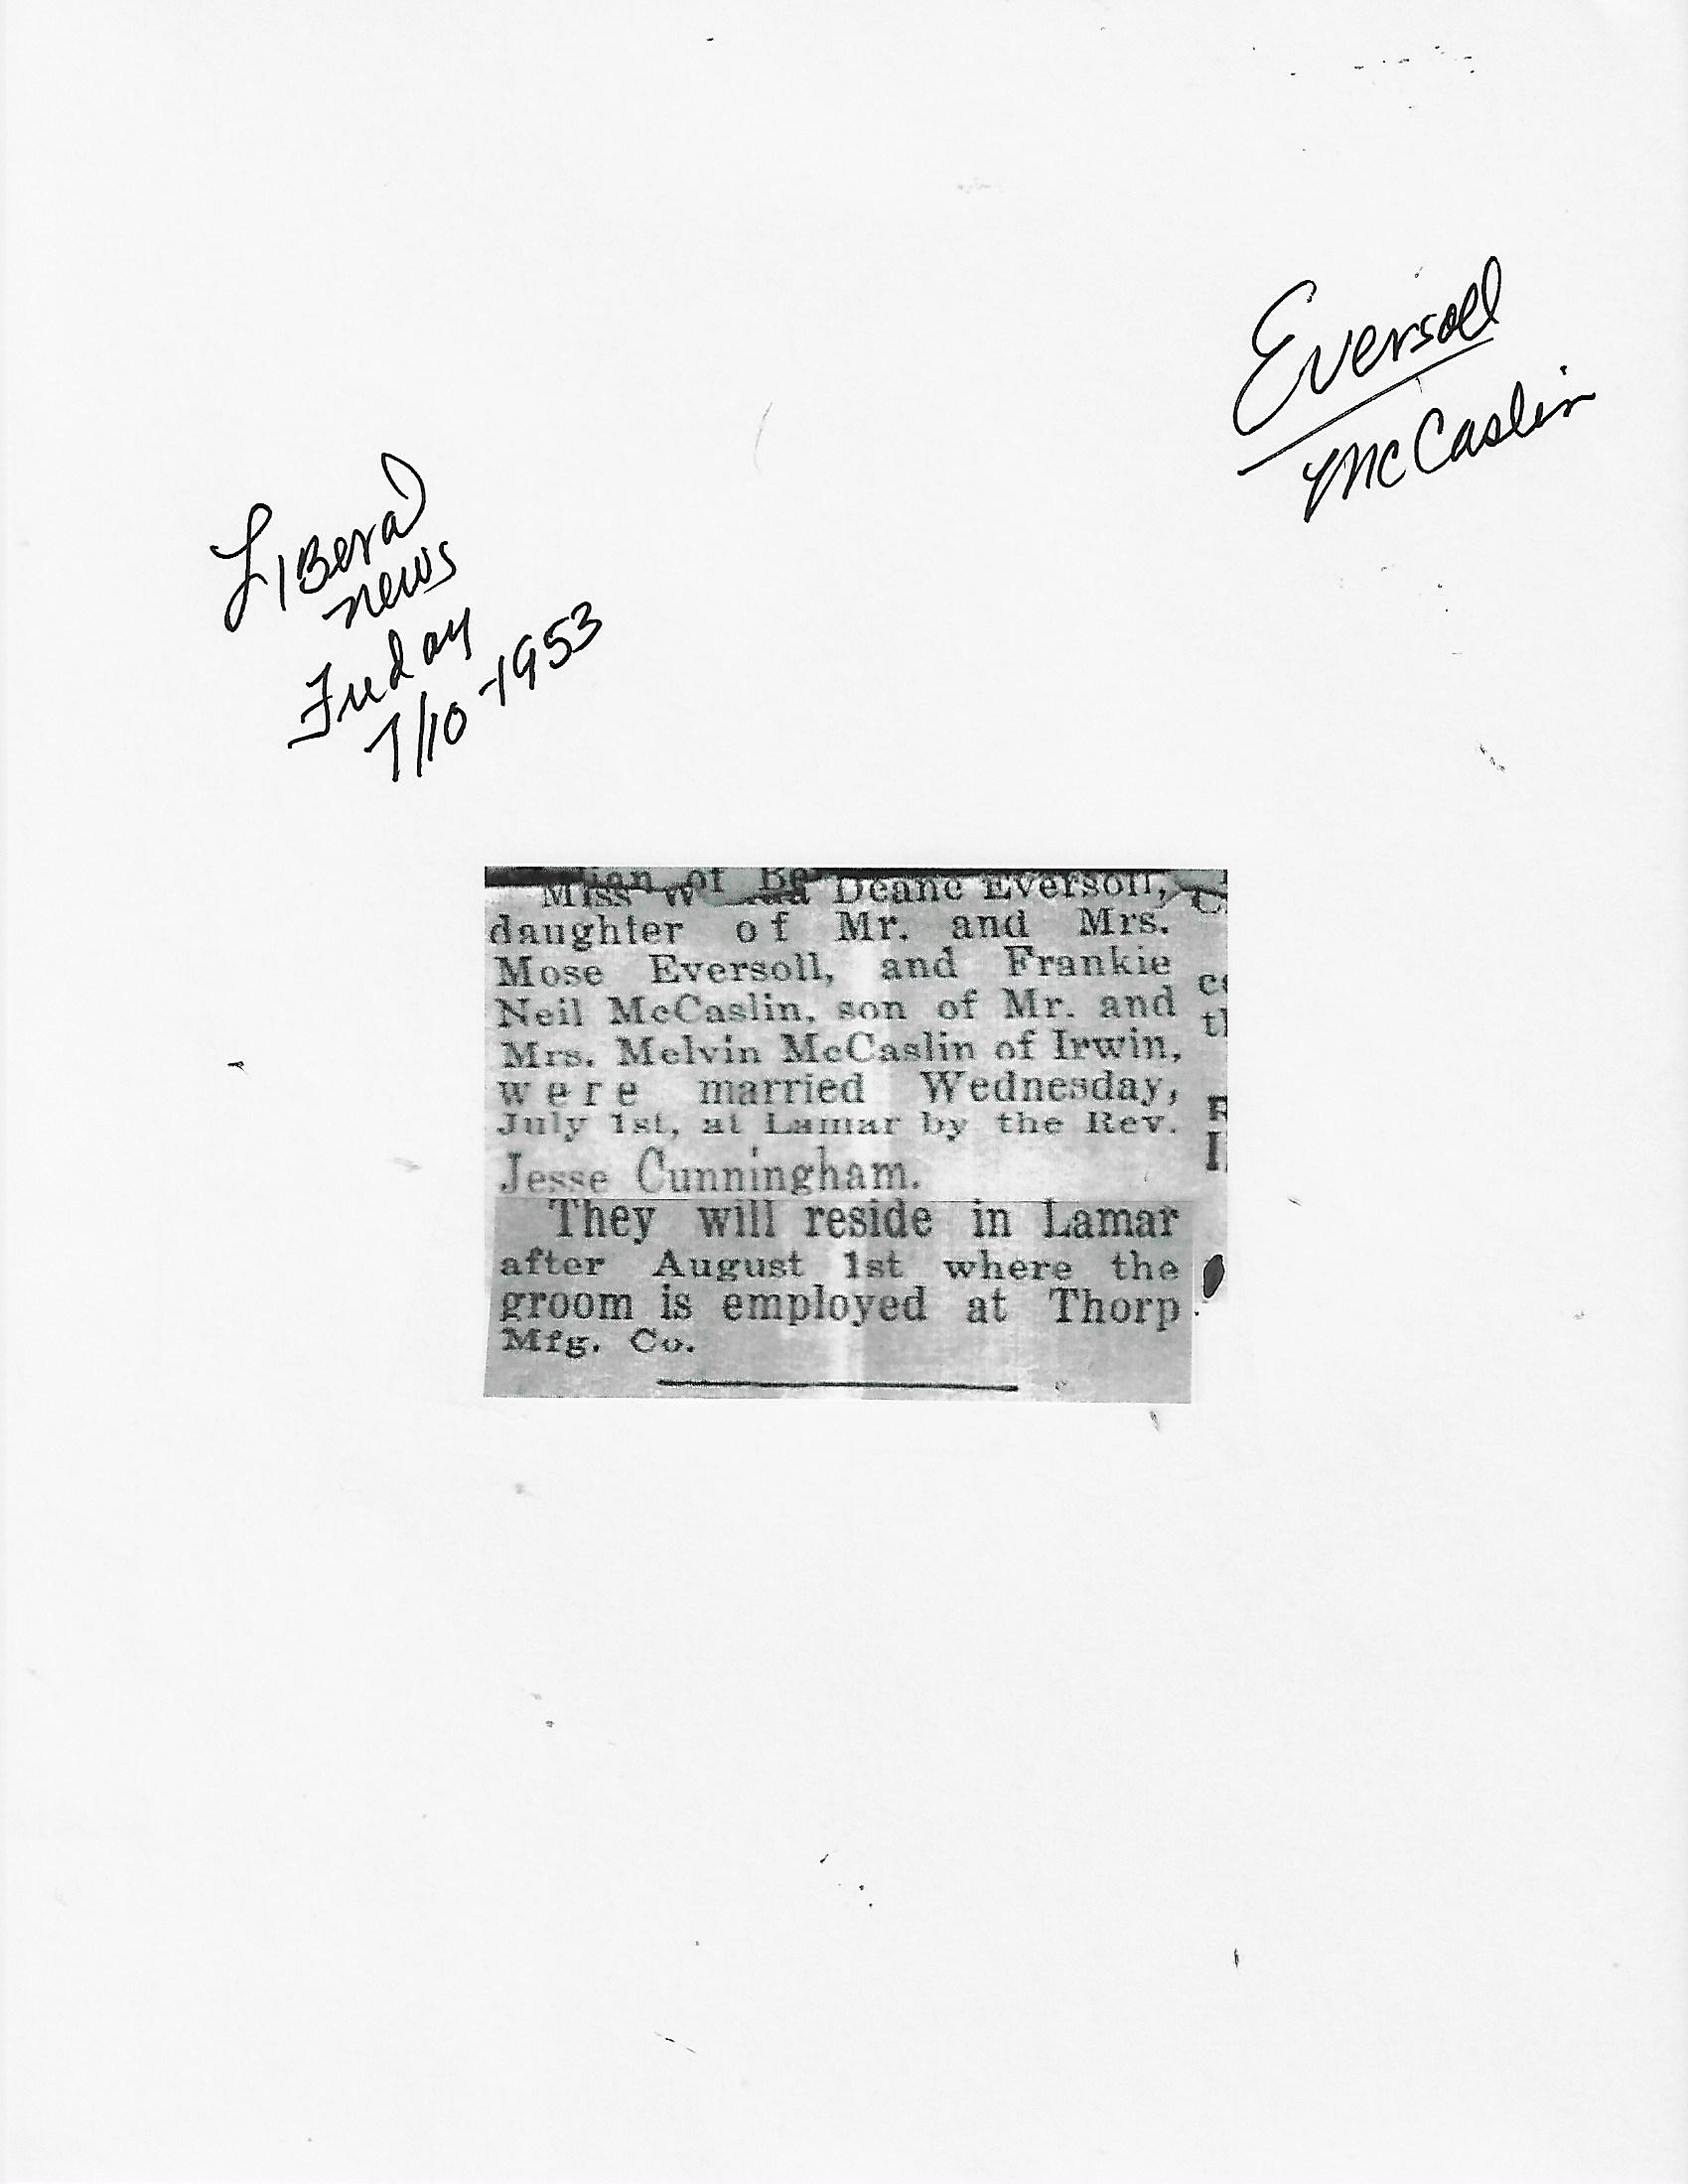 Eversoll
McCaslin
LIBeral
news
Friday
7/10-1953
Miss Deane Eversoll,
daughter of Mr. and Mrs.
Mose Eversoll, and Frankie
Neil McCaslin, son of Mr. and
Mrs. Melvin McCaslin of Irwin,
were married Wednesday,
July 1st, at Lamar by the Rev.
Jesse Cunningham.
They will reside in Lamar
after August 1st where the
groom is employed at Thorp
Mfg. Co.